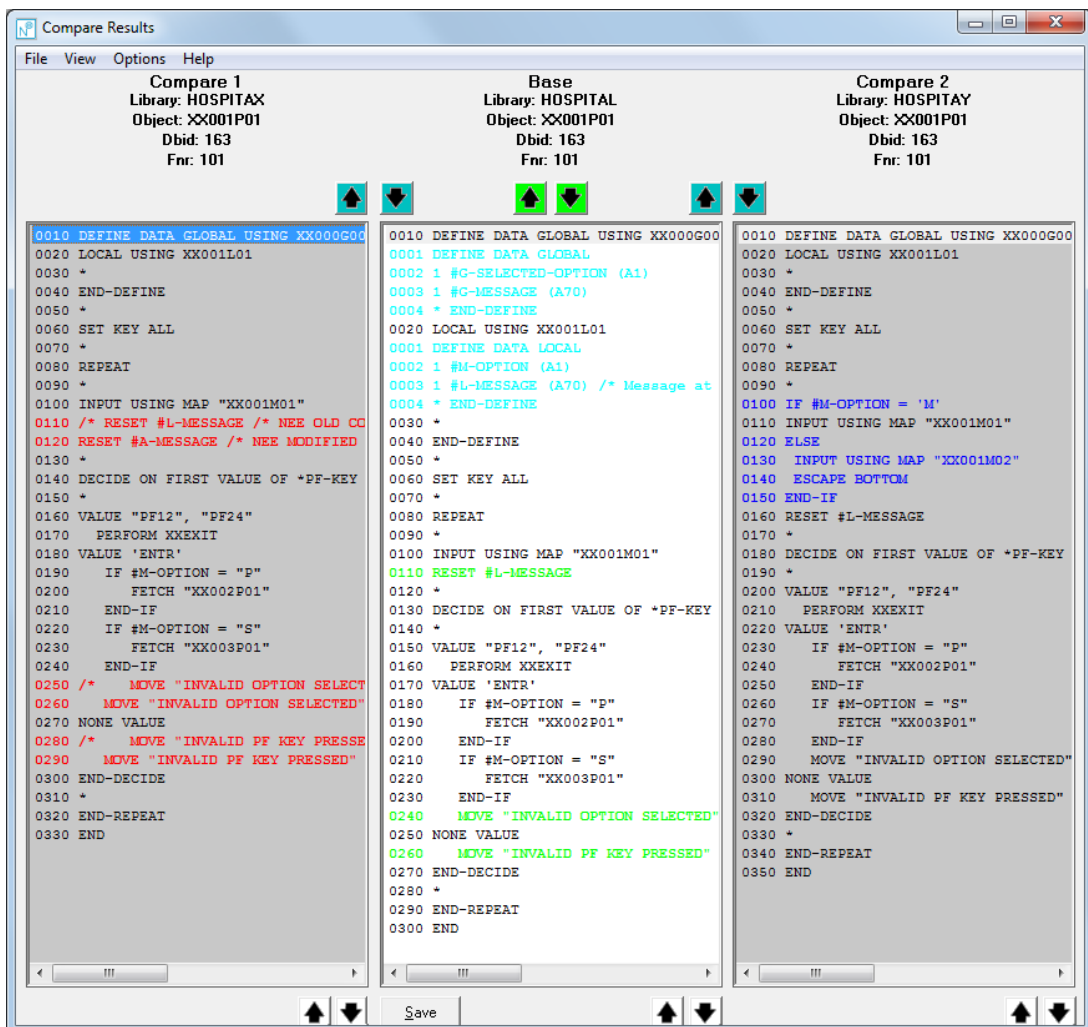 Compare Results
File View Options Help
Compare 1
Library: HOSPITAX
Object: XX001P01
Dbid: 163
Fnr: 101
Base
Library: HOSPITAL
Object: XX001P01
Dbid: 163
Fnr: 101
Compare 2
Library: HOSPITAY
Object: XX001P01
Dbid: 163
Fnr: 101
0010 DEFINE DATA GLOBAL USING XX000G00
0020 LOCAL USING XX001L01
0030 *
0040 END-DEFINE
0050 *
0060 SET KEY ALL
0070 *
0080 REPEAT
0090 *
0100 INPUT USING MAP "XX001M01"
0110 /* RESET #L-MESSAGE /* NEE OLD CO
0120 RESET #A-MESSAGE /* NEE MODIFIED
0130 *
0140 DECIDE ON FIRST VALUE OF *PF-KEY
0150 *
0160 VALUE "PF12", "PF24"
0170 PERFORM XXEXIT
0180 VALUE 'ENTR'
0190 IF #M-OPTION = "P"
0200 FETCH "XX002P01"
0210 END-IF
0220 IF #M-OPTION = "S"
0230 FETCH "XX003P01"
0240 END-IF
0250 /* MOVE "INVALID OPTION SELECT
0260 MOVE "INVALID OPTION SELECTED"
0270 NONE VALUE
0280 /* MOVE "INVALID PF KEY PRESSE
0290 MOVE "INVALID PF KEY PRESSED"
0300 END-DECIDE
0310 *
0320 END-REPEAT
0330 END
0010 DEFINE DATA GLOBAL USING XX000G00
0001 DEFINE DATA GLOBAL
0002 1 #G-SELECTED-OPTION (A1)
0003 1 #G-MESSAGE (A70)
0004 * END-DEFINE
0020 LOCAL USING XX001L01
0001 DEFINE DATA LOCAL
0002 1 #M-OPTION (A1)
0003 1 #L-MESSAGE (A70) /* Message at
0004 * END-DEFINE
0030 *
0040 END-DEFINE
0050 *
0060 SET KEY ALL
0070 *
0080 REPEAT
0090 *
0100 INPUT USING MAP "XX001M01"
0110 RESET #L-MESSAGE
0120 *
0130 DECIDE ON FIRST VALUE OF *PF-KEY
0140 *
0150 VALUE "PF12", "PF24"
0160 PERFORM XXEXIT
0170 VALUE 'ENTR'
0180 IF #M-OPTION = "P"
0190 FETCH "XX002P01"
0200 END-IF
0210 IF #M-OPTION = "S"
0220 FETCH "XX003P01"
0230 END-IF
0240 MOVE "INVALID OPTION SELECTED"
0250 NONE VALUE
0260 MOVE "INVALID PF KEY PRESSED"
0270 END-DECIDE
0280 *
0290 END-REPEAT
0300 END
0010 DEFINE DATA GLOBAL USING XX000G00
0020 LOCAL USING XX001L01
0030 *
0040 END-DEFINE
0050 *
0060 SET KEY ALL
0070 *
0080 REPEAT
0090 *
0100 IF #M-OPTION = 'M'
0110 INPUT USING MAP "XX001M01"
0120 ELSE
0130 INPUT USING MAP "XX001M02"
0140 ESCAPE BOTTOM
0150 END-IF
0160 RESET #L-MESSAGE
0170 *
0180 DECIDE ON FIRST VALUE OF *PF-KEY
0190 *
0200 VALUE "PF12", "PF24"
0210 PERFORM XXEXIT
0220 VALUE 'ENTR'
0230 IF #M-OPTION = "P"
0240 FETCH "XX002P01"
0250 END-IF
0260 IF #M-OPTION = "S"
0270 FETCH "XX003P01"
0280 END-IF
0290 MOVE "INVALID OPTION SELECTED"
0300 NONE VALUE
0310 MOVE "INVALID PF KEY PRESSED"
0320 END-DECIDE
0330 *
0340 END-REPEAT
0350 END
Save